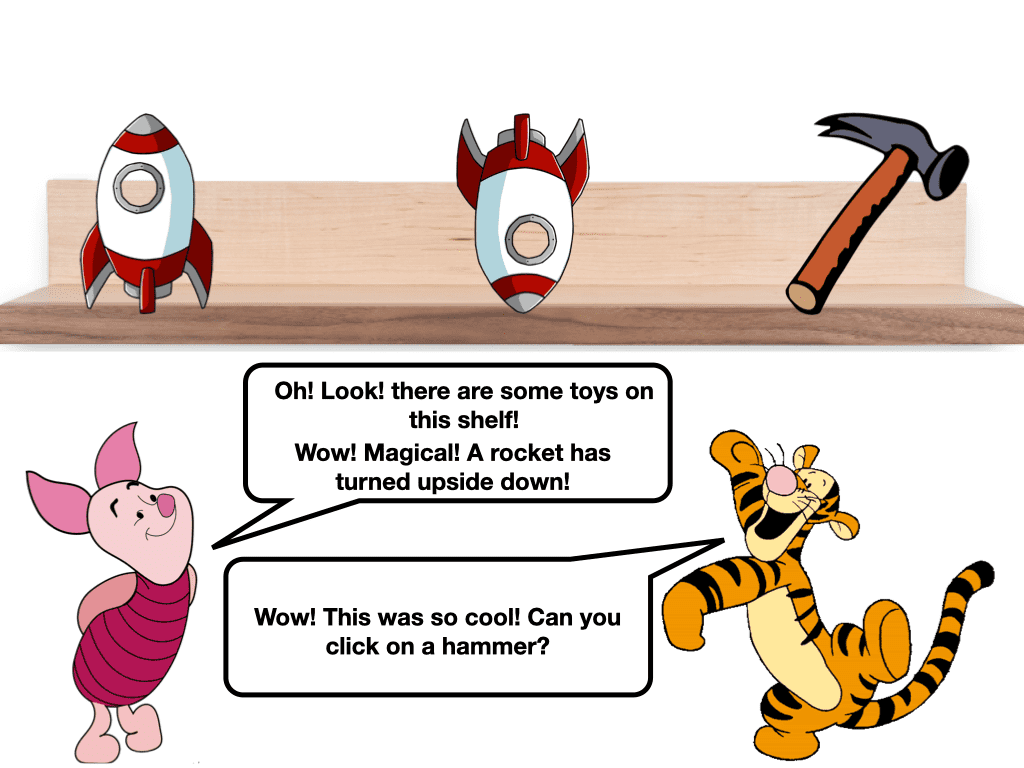 Oh! Look! there are some toys on
this shelf!
Wow! Magical! A rocket has
turned upside down!
Wow! This was so cool! Can you
click on a hammer?